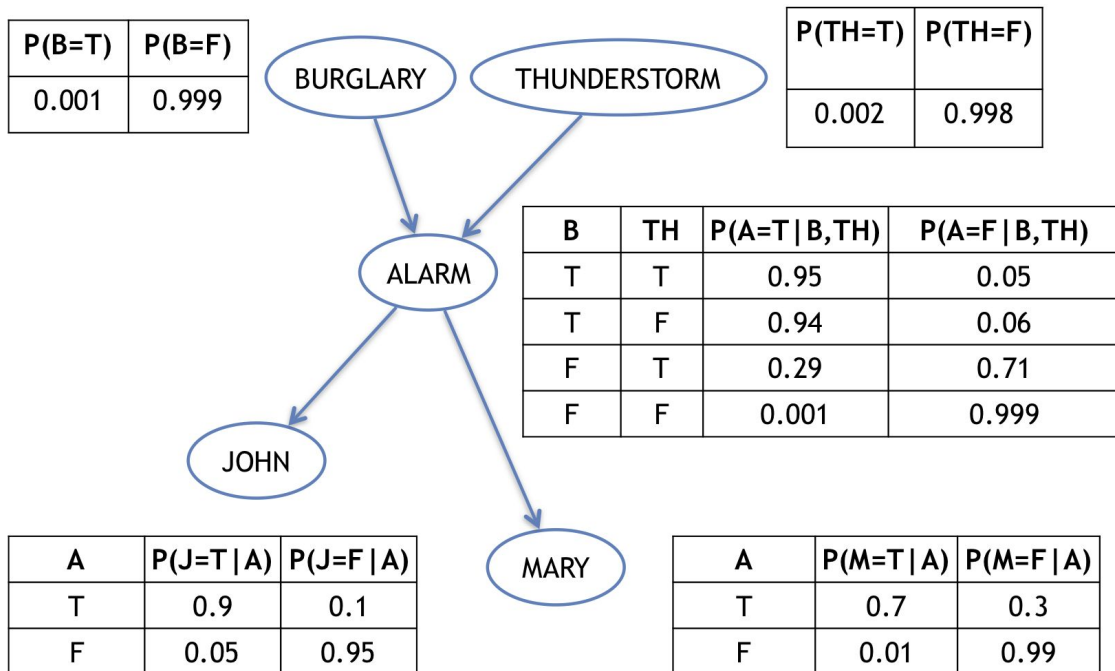 P(B=T) P(B=F)
0.001 0.999
BURGLARY
THUNDERSTORM
P(TH=T) P(TH=F)
0.002 0.998
ALARM
B TH P(A=T|B,TH) P(A=F|B,TH)
T T 0.95 0.05
T F 0.94 0.06
F T 0.29 0.71
F F 0.001 0.999
JOHN
MARY
A P(J=T|A) P(J=F|A)
T 0.9 0.1
F 0.05 0.95
A P(M=T|A) P(M=F|A)
T 0.7 0.3
F 0.01 0.99